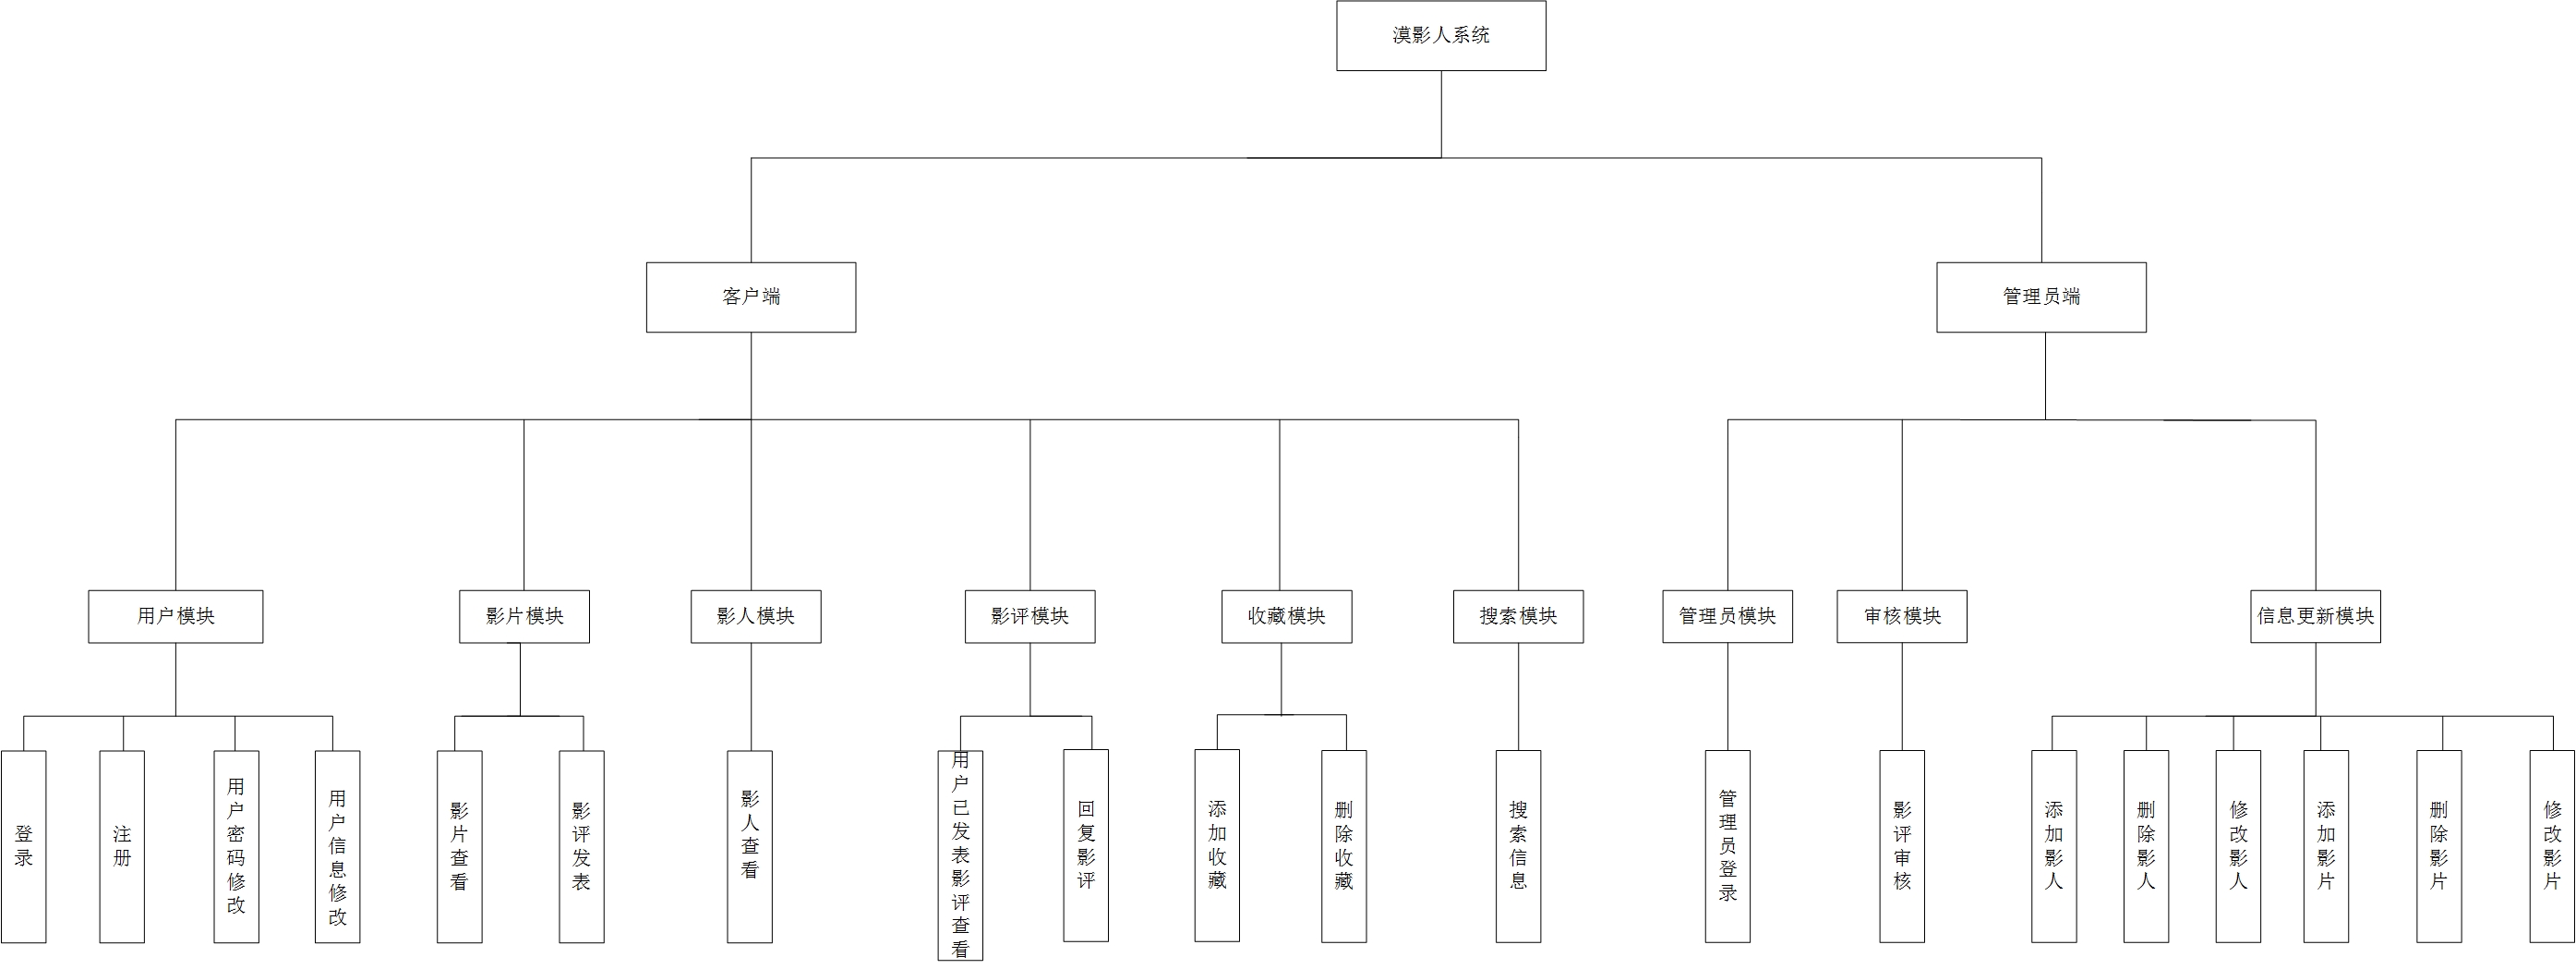 漠影人系统
客户端
管理员端
用户模块
影片模块
影人模块
影评模块
收藏模块
搜索模块
管理员模块
审核模块
信息更新模块
登录
注册
用户密码修改
用户信息修改
影片查看
影评发表
影人查看
用户已发表影评查看
回复影评
添加收藏
删除收藏
搜索信息
管理员登录
影评审核
添加影人
删除影人
修改影人
添加影片
删除影片
修改影片